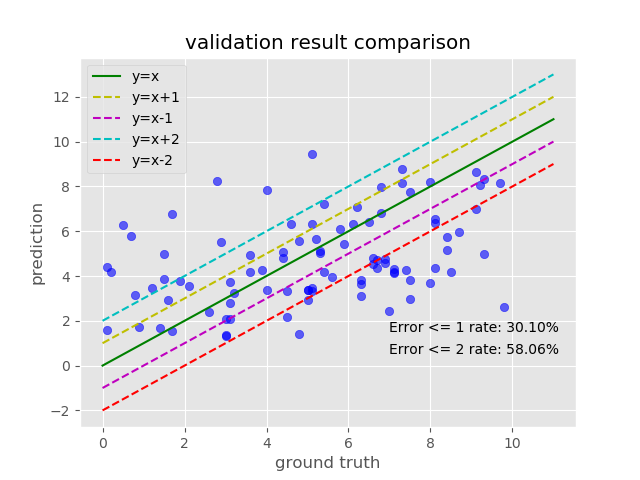 validation result comparison
y=x
y=x+1
y=x-1
y=x+2
y=x-2
12
10
8
6
4
2
0
−2
prediction
Error <= 1 rate: 30.10%
Error <= 2 rate: 58.06%
0 2 4 6 8 10
ground truth